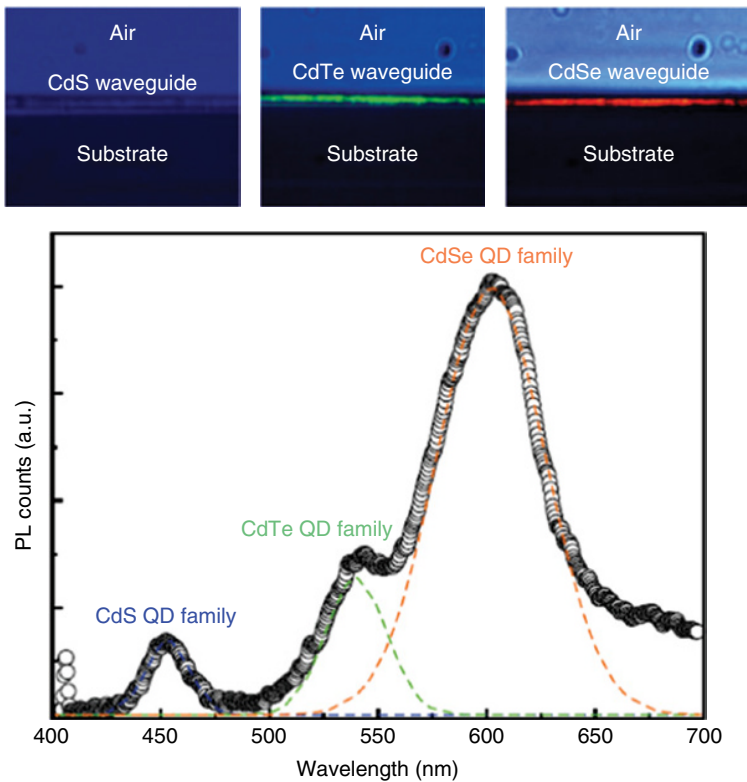 Air
CdS waveguide
Substrate
Air
CdTe waveguide
Substrate
Air
CdSe waveguide
Substrate
CdSe QD family
CdTe QD family
CdS QD family
PL counts (a.u.)
400 450 500 550 600 650 700
Wavelength (nm)